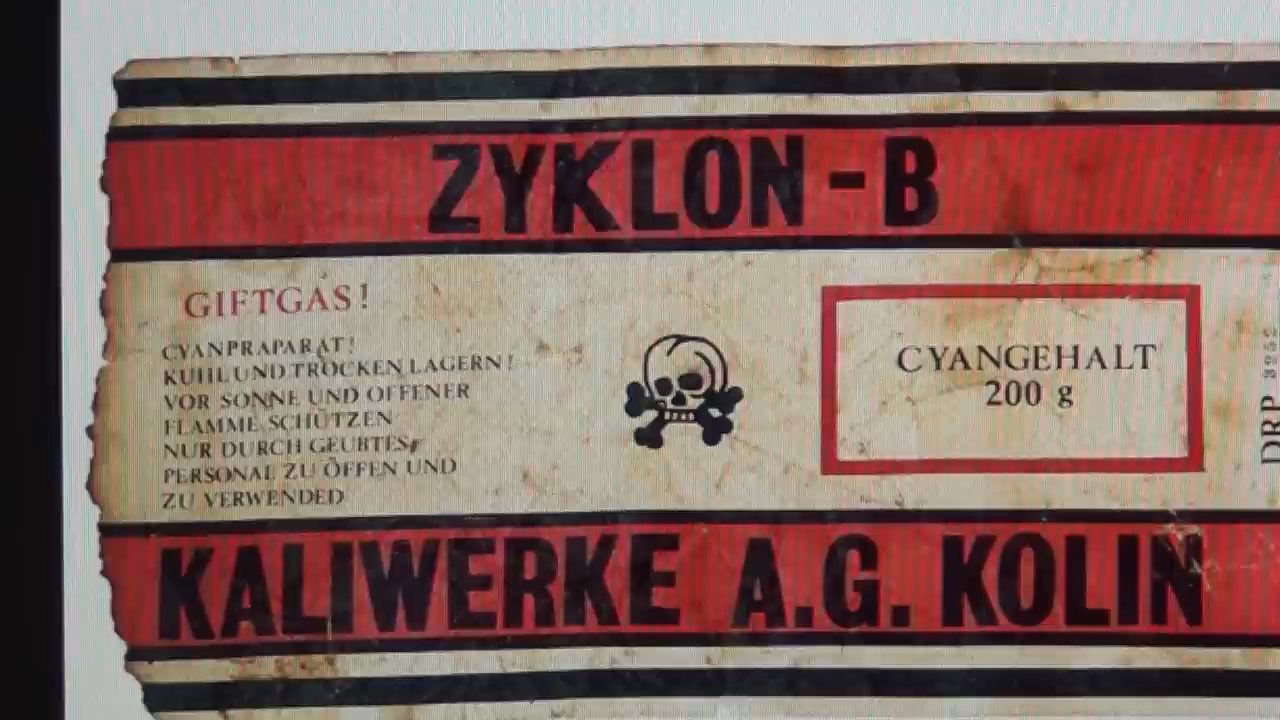 ZYKLON-B
GIFTGAS!
CYANPRAPARAT!
KUHL UND TROCKEN LAGERN!
VOR SONNE UND OFFENER
FLAMME SCHÜTZEN
NUR DURCH GEUBTES
PERSONAL ZU ÖFFEN UND
ZU VERWENDED
CYANGEHALT
200 g
DRP
KALIWERKE A.G. KOLIN